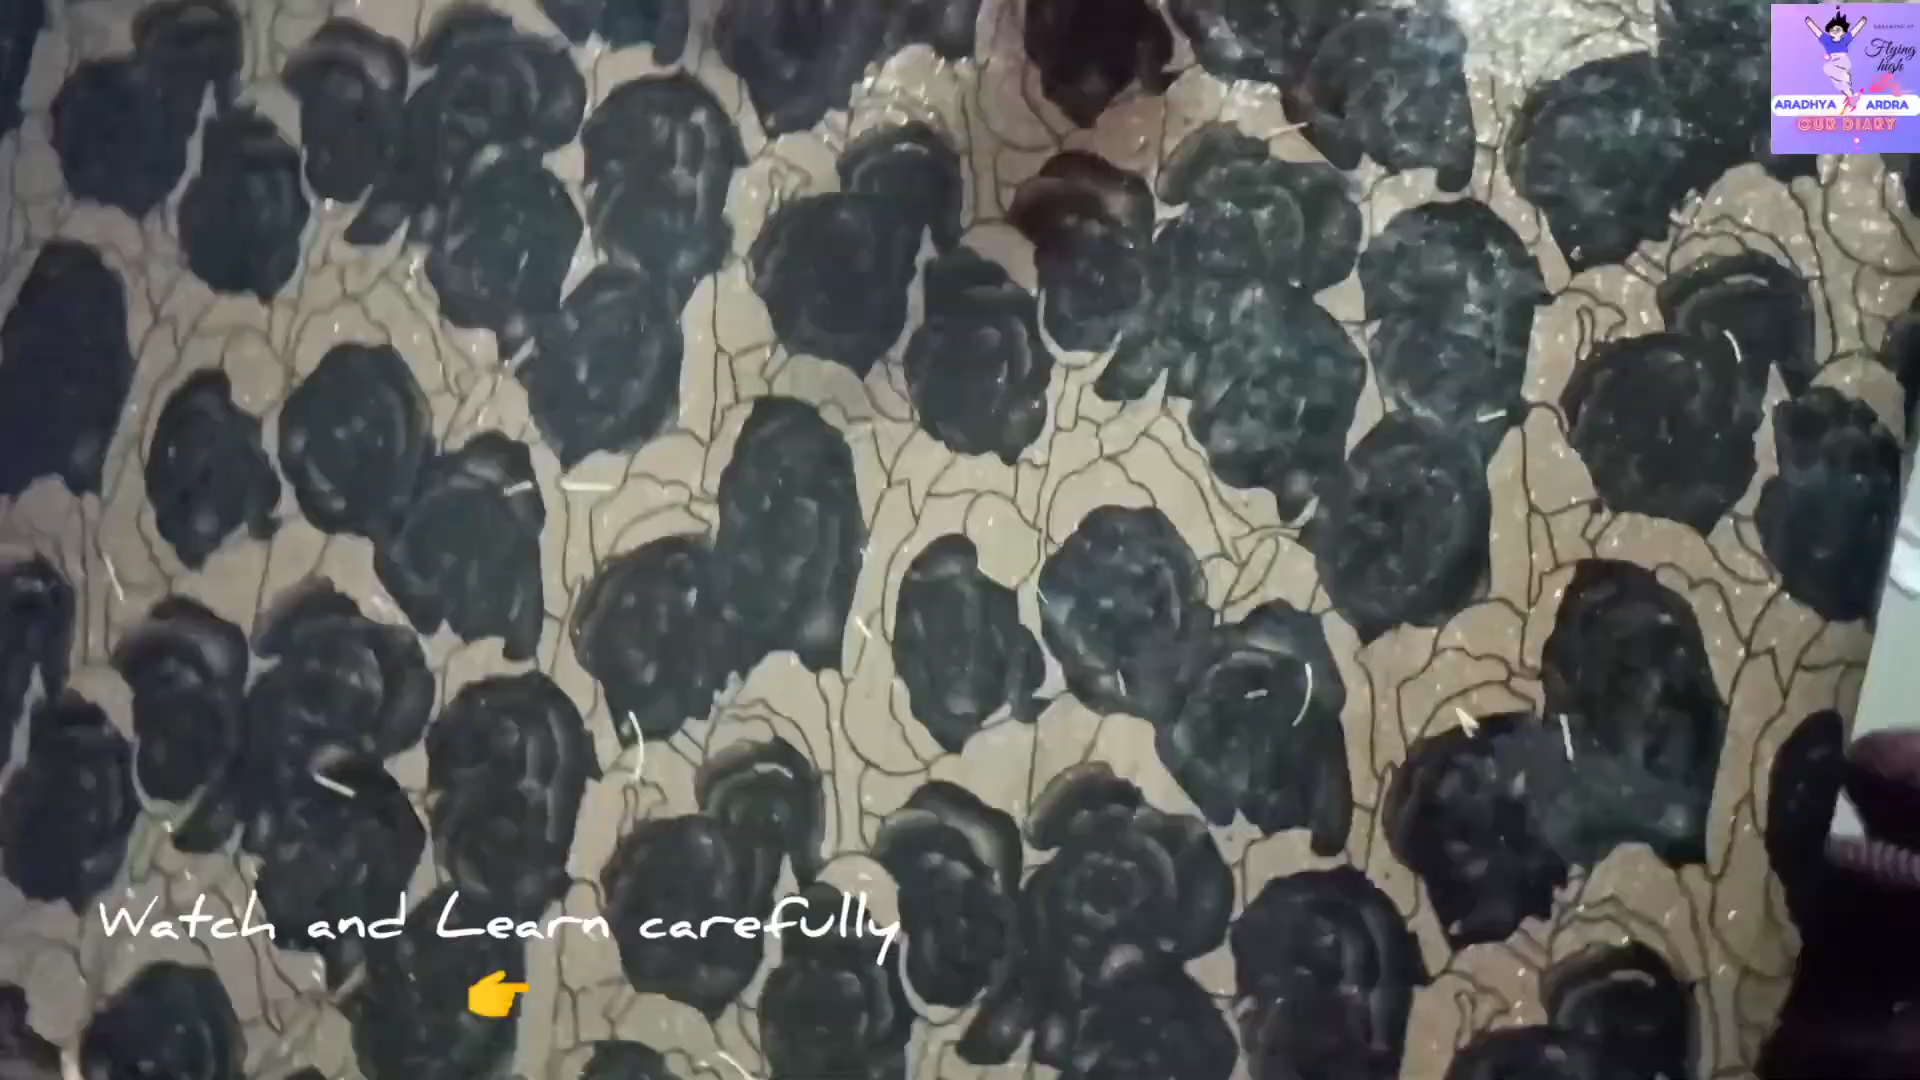 Flying
high
ARADHYA ARDRA
OUR DIARY
Watch and Learn carefully